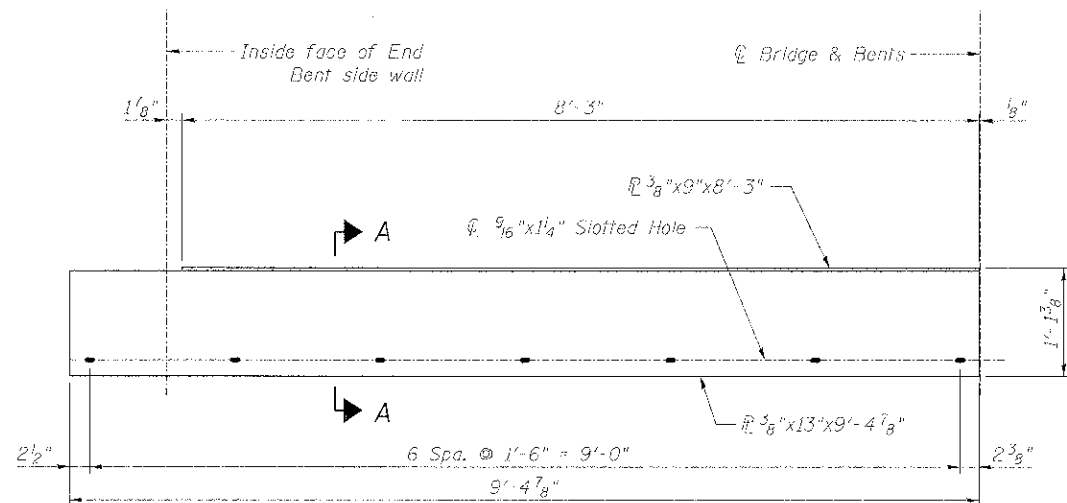 Inside face of End
Bent side wall
℄ Bridge & Bents
1⅛"
8'-3"
⅛"
℄ ⅜"x9"x8'-3"
℄ 9/16"x1¼" Slotted Hole
A
1'-1⅜"
A
℄ ⅜"x13"x9'-4⅞"
2½"
6 Spa. @ 1'-6" = 9'-0"
2⅜"
9'-4⅞"